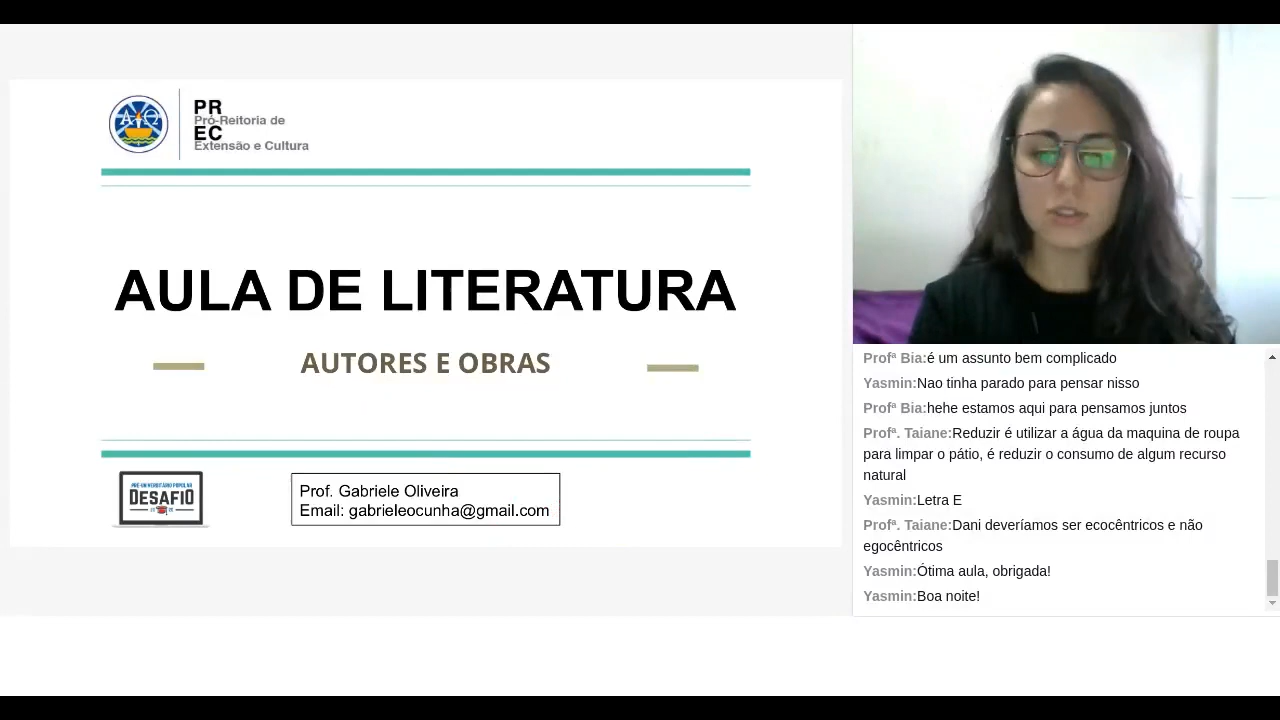 PR
Pró-Reitoria de
EC
Extensão e Cultura
AULA DE LITERATURA
AUTORES E OBRAS
PRÉ-UNIVERSITÁRIO POPULAR
DESAFIO
Prof. Gabriele Oliveira
Email: gabrieleocunha@gmail.com
Profª Bia:é um assunto bem complicado
Yasmin:Nao tinha parado para pensar nisso
Profª Bia:hehe estamos aqui para pensamos juntos
Profª. Taiane:Reduzir é utilizar a água da maquina de roupa
para limpar o pátio, é reduzir o consumo de algum recurso
natural
Yasmin:Letra E
Profª. Taiane:Dani deveríamos ser ecocêntricos e não
egocêntricos
Yasmin:Ótima aula, obrigada!
Yasmin:Boa noite!